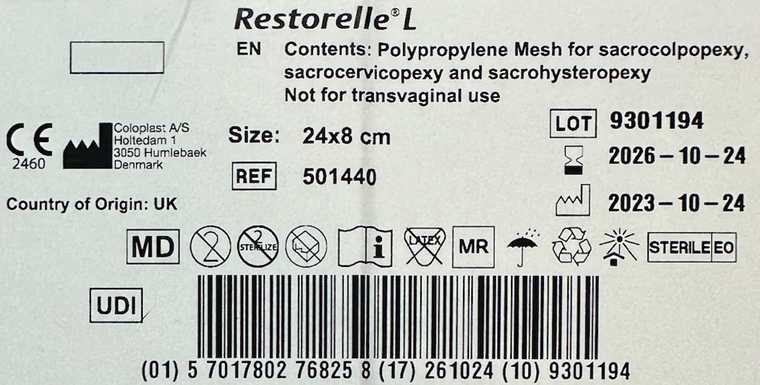 Restorelle® L
EN Contents: Polypropylene Mesh for sacrocolpopexy,
sacrocervicopexy and sacrohysteropexy
Not for transvaginal use
CE
2460
Coloplast A/S
Holtedam 1
3050 Humlebaek
Denmark
Size: 24x8 cm
REF 501440
LOT 9301194
2026-10-24
2023-10-24
Country of Origin: UK
MD 2 2 STERILIZE i LATEX MR STERILE EO
UDI
(01) 5 7017802 76825 8 (17) 261024 (10) 9301194